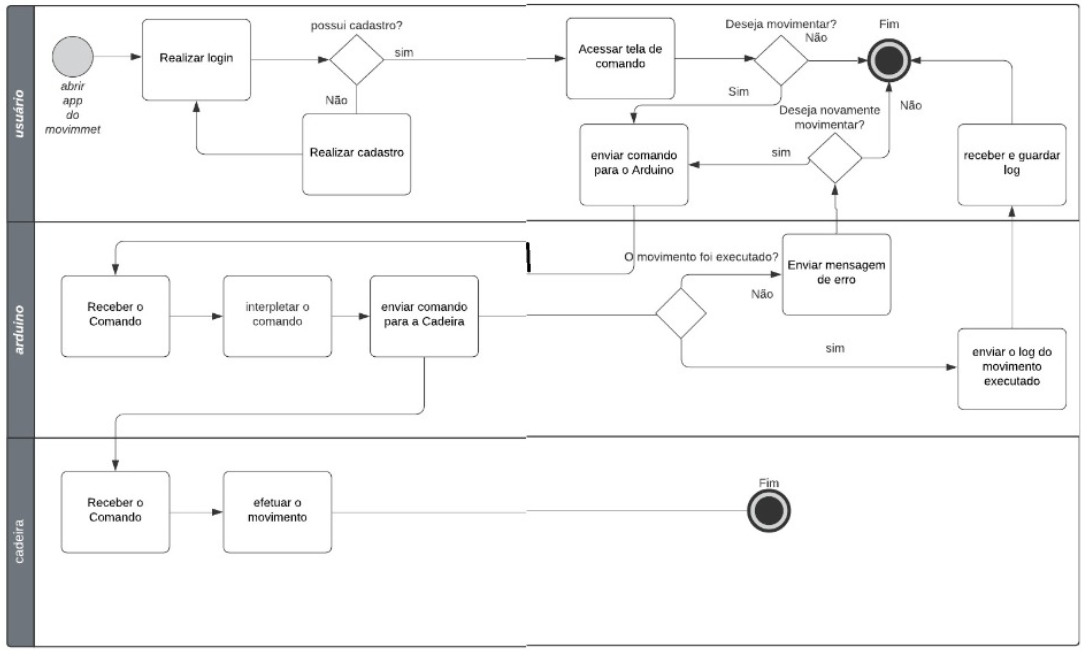 usuário
abrir
app
do
movimmet
Realizar login
possui cadastro?
sim
Não
Realizar cadastro
Acessar tela de
comando
Deseja movimentar?
Não
Sim
Fim
enviar comando
para o Arduino
Deseja novamente
movimentar?
sim
Não
receber e guardar
log
arduino
Receber o
Comando
interpletar o
comando
enviar comando
para a Cadeira
O movimento foi executado?
Não
sim
Enviar mensagem
de erro
enviar o log do
movimento
executado
cadeira
Receber o
Comando
efetuar o
movimento
Fim